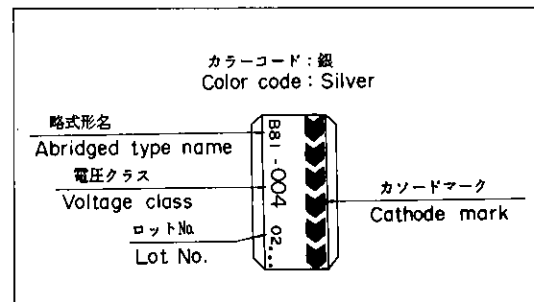 カラーコード：銀
Color code : Silver
略式形名
Abridged type name
電圧クラス
Voltage class
ロットNo.
Lot No.
B81 -004 02...
カソードマーク
Cathode mark